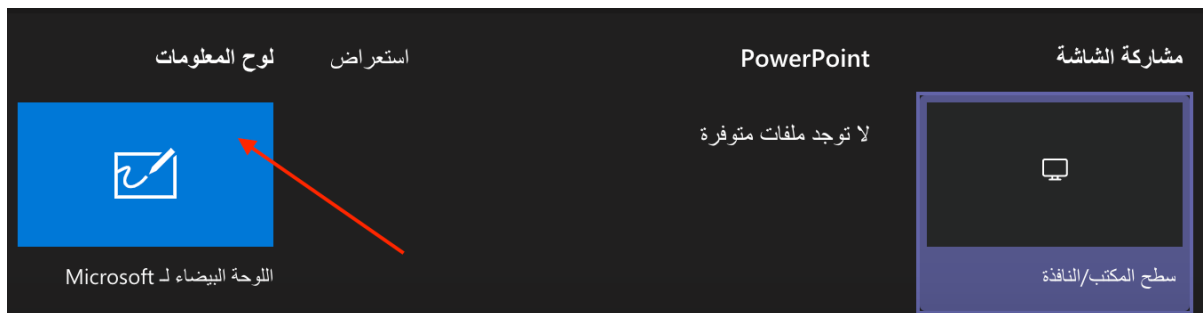 مشاركة الشاشة
سطح المكتب/النافذة
PowerPoint
لا توجد ملفات متوفرة
استعراض
لوح المعلومات
اللوحة البيضاء لـ Microsoft